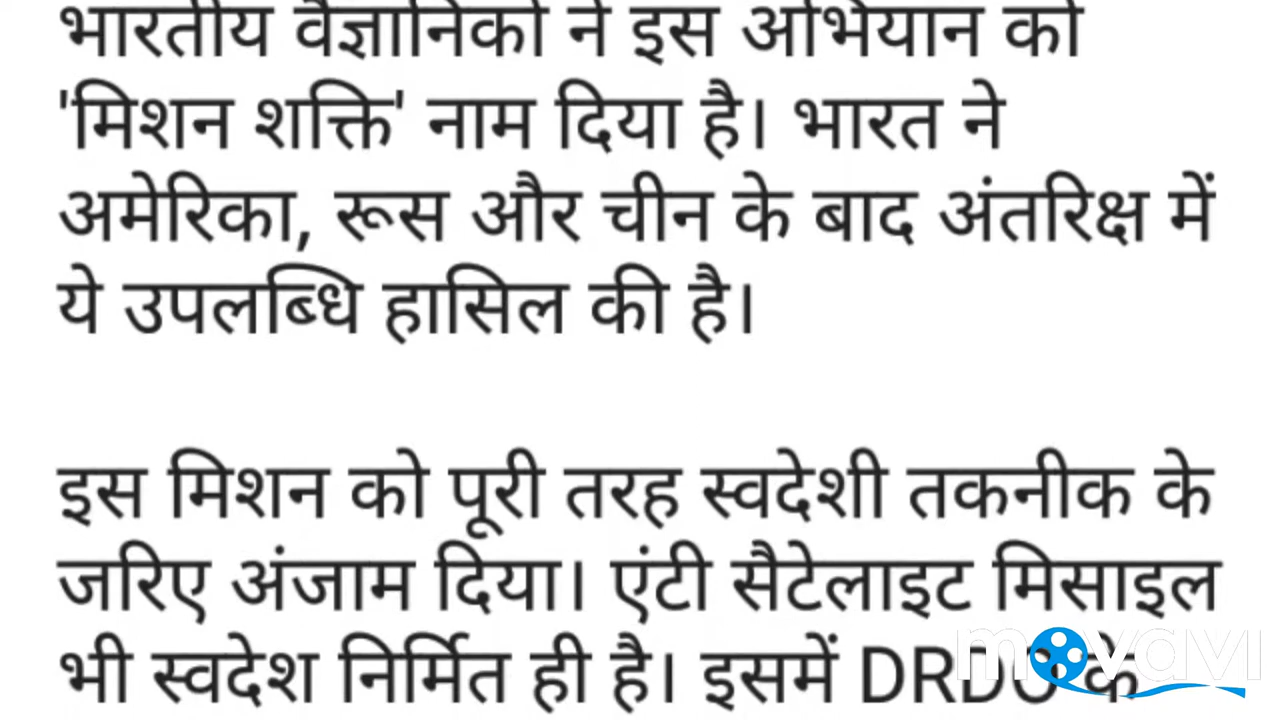 भारतीय वैज्ञानिकों ने इस अभियान को
'मिशन शक्ति' नाम दिया है। भारत ने
अमेरिका, रूस और चीन के बाद अंतरिक्ष में
ये उपलब्धि हासिल की है।
इस मिशन को पूरी तरह स्वदेशी तकनीक के
जरिए अंजाम दिया। एंटी सैटेलाइट मिसाइल
भी स्वदेश निर्मित ही है। इसमें DRDO के
movavi